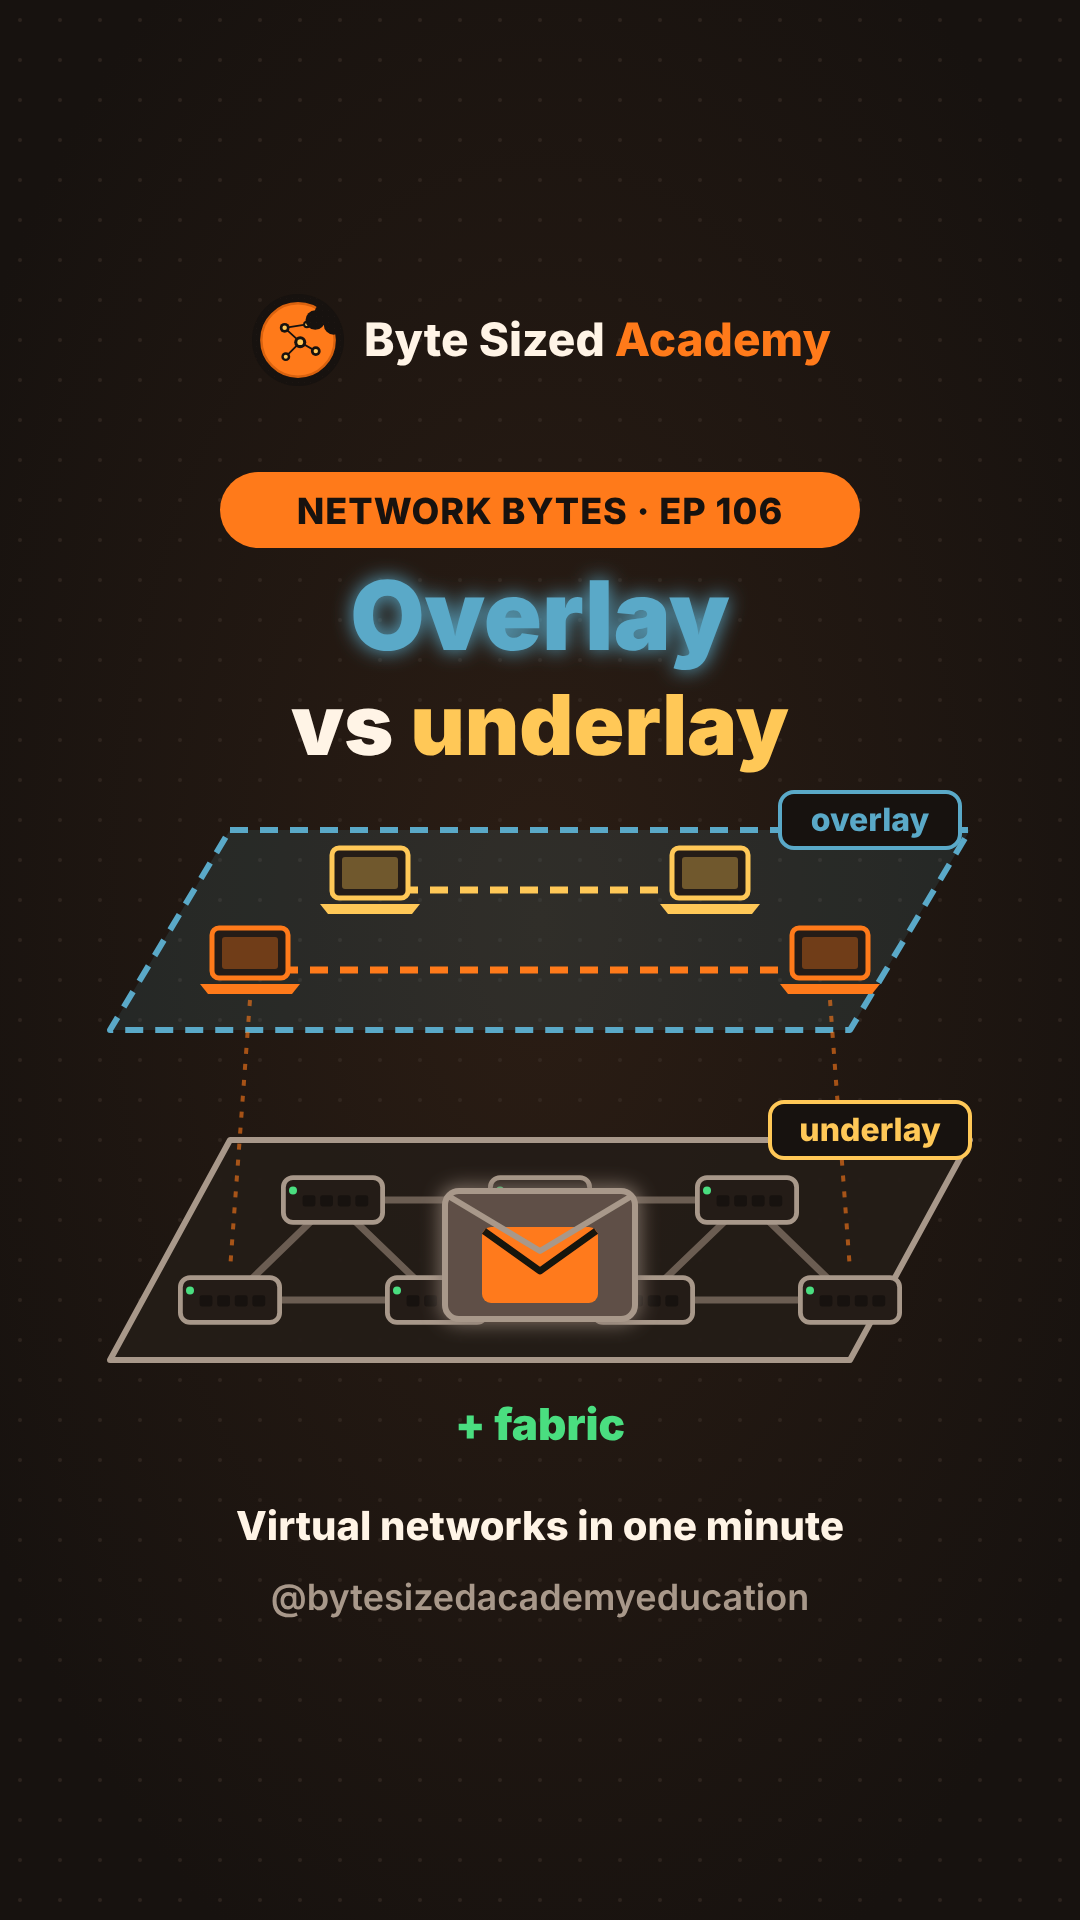 Byte Sized Academy
NETWORK BYTES · EP 106
Overlay
vs underlay
overlay
underlay
+ fabric
Virtual networks in one minute
@bytesizedacademyeducation